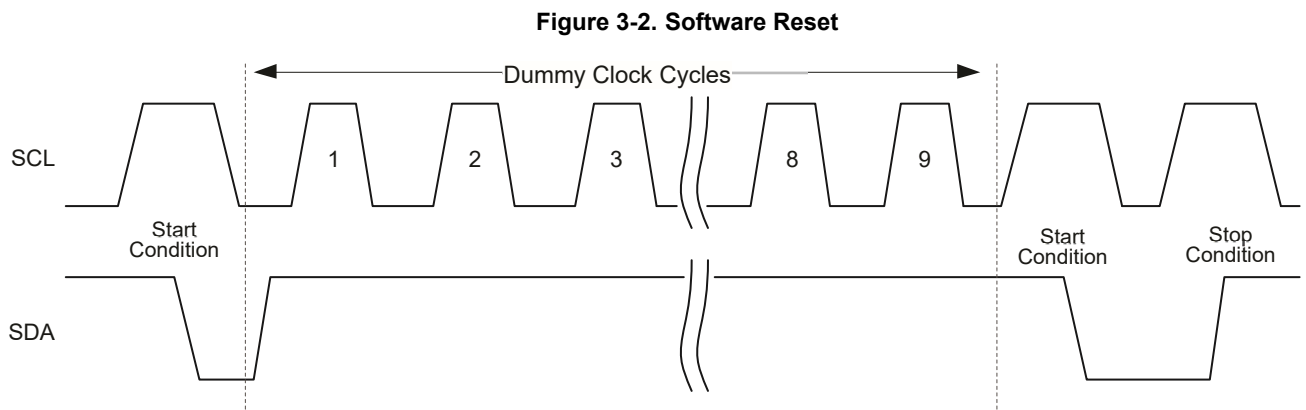 Figure 3-2. Software Reset
Dummy Clock Cycles
SCL
1
2
3
8
9
Start
Condition
Start
Condition
Stop
Condition
SDA